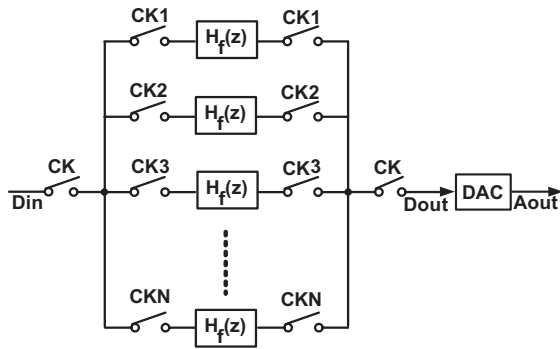 CK1 H_f(z) CK1
CK2 H_f(z) CK2
CK CK3 H_f(z) CK3 CK
Din Dout DAC Aout
CKN H_f(z) CKN